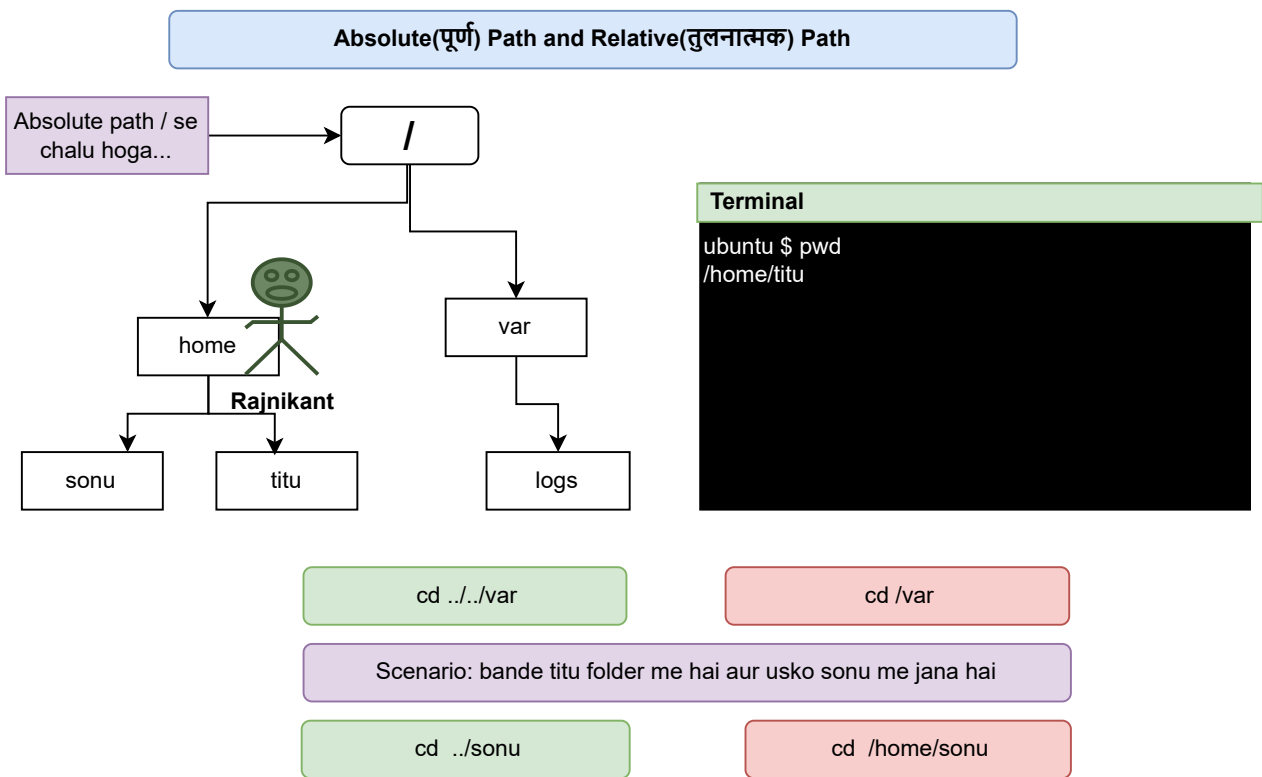 Absolute(पूर्ण) Path and Relative(तुलनात्मक) Path
Absolute path / se
chalu hoga...
/
Terminal
ubuntu $ pwd
/home/titu
home
var
Rajnikant
sonu
titu
logs
cd ../../var
cd /var
Scenario: bande titu folder me hai aur usko sonu me jana hai
cd  ../sonu
cd  /home/sonu